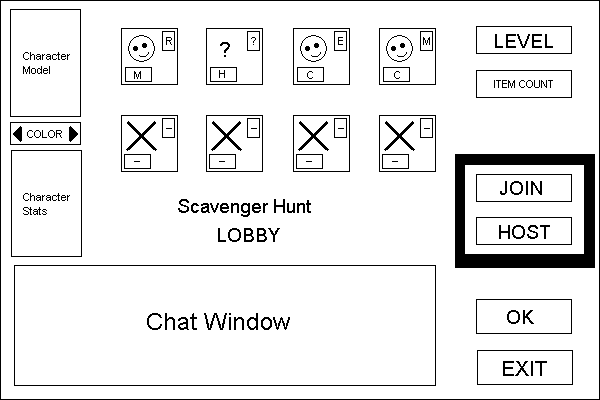 Character
Model
COLOR
Character
Stats
R
M
?
?
H
E
C
M
C
–
–
–
–
–
–
–
–
Scavenger Hunt
LOBBY
Chat Window
LEVEL
ITEM COUNT
JOIN
HOST
OK
EXIT